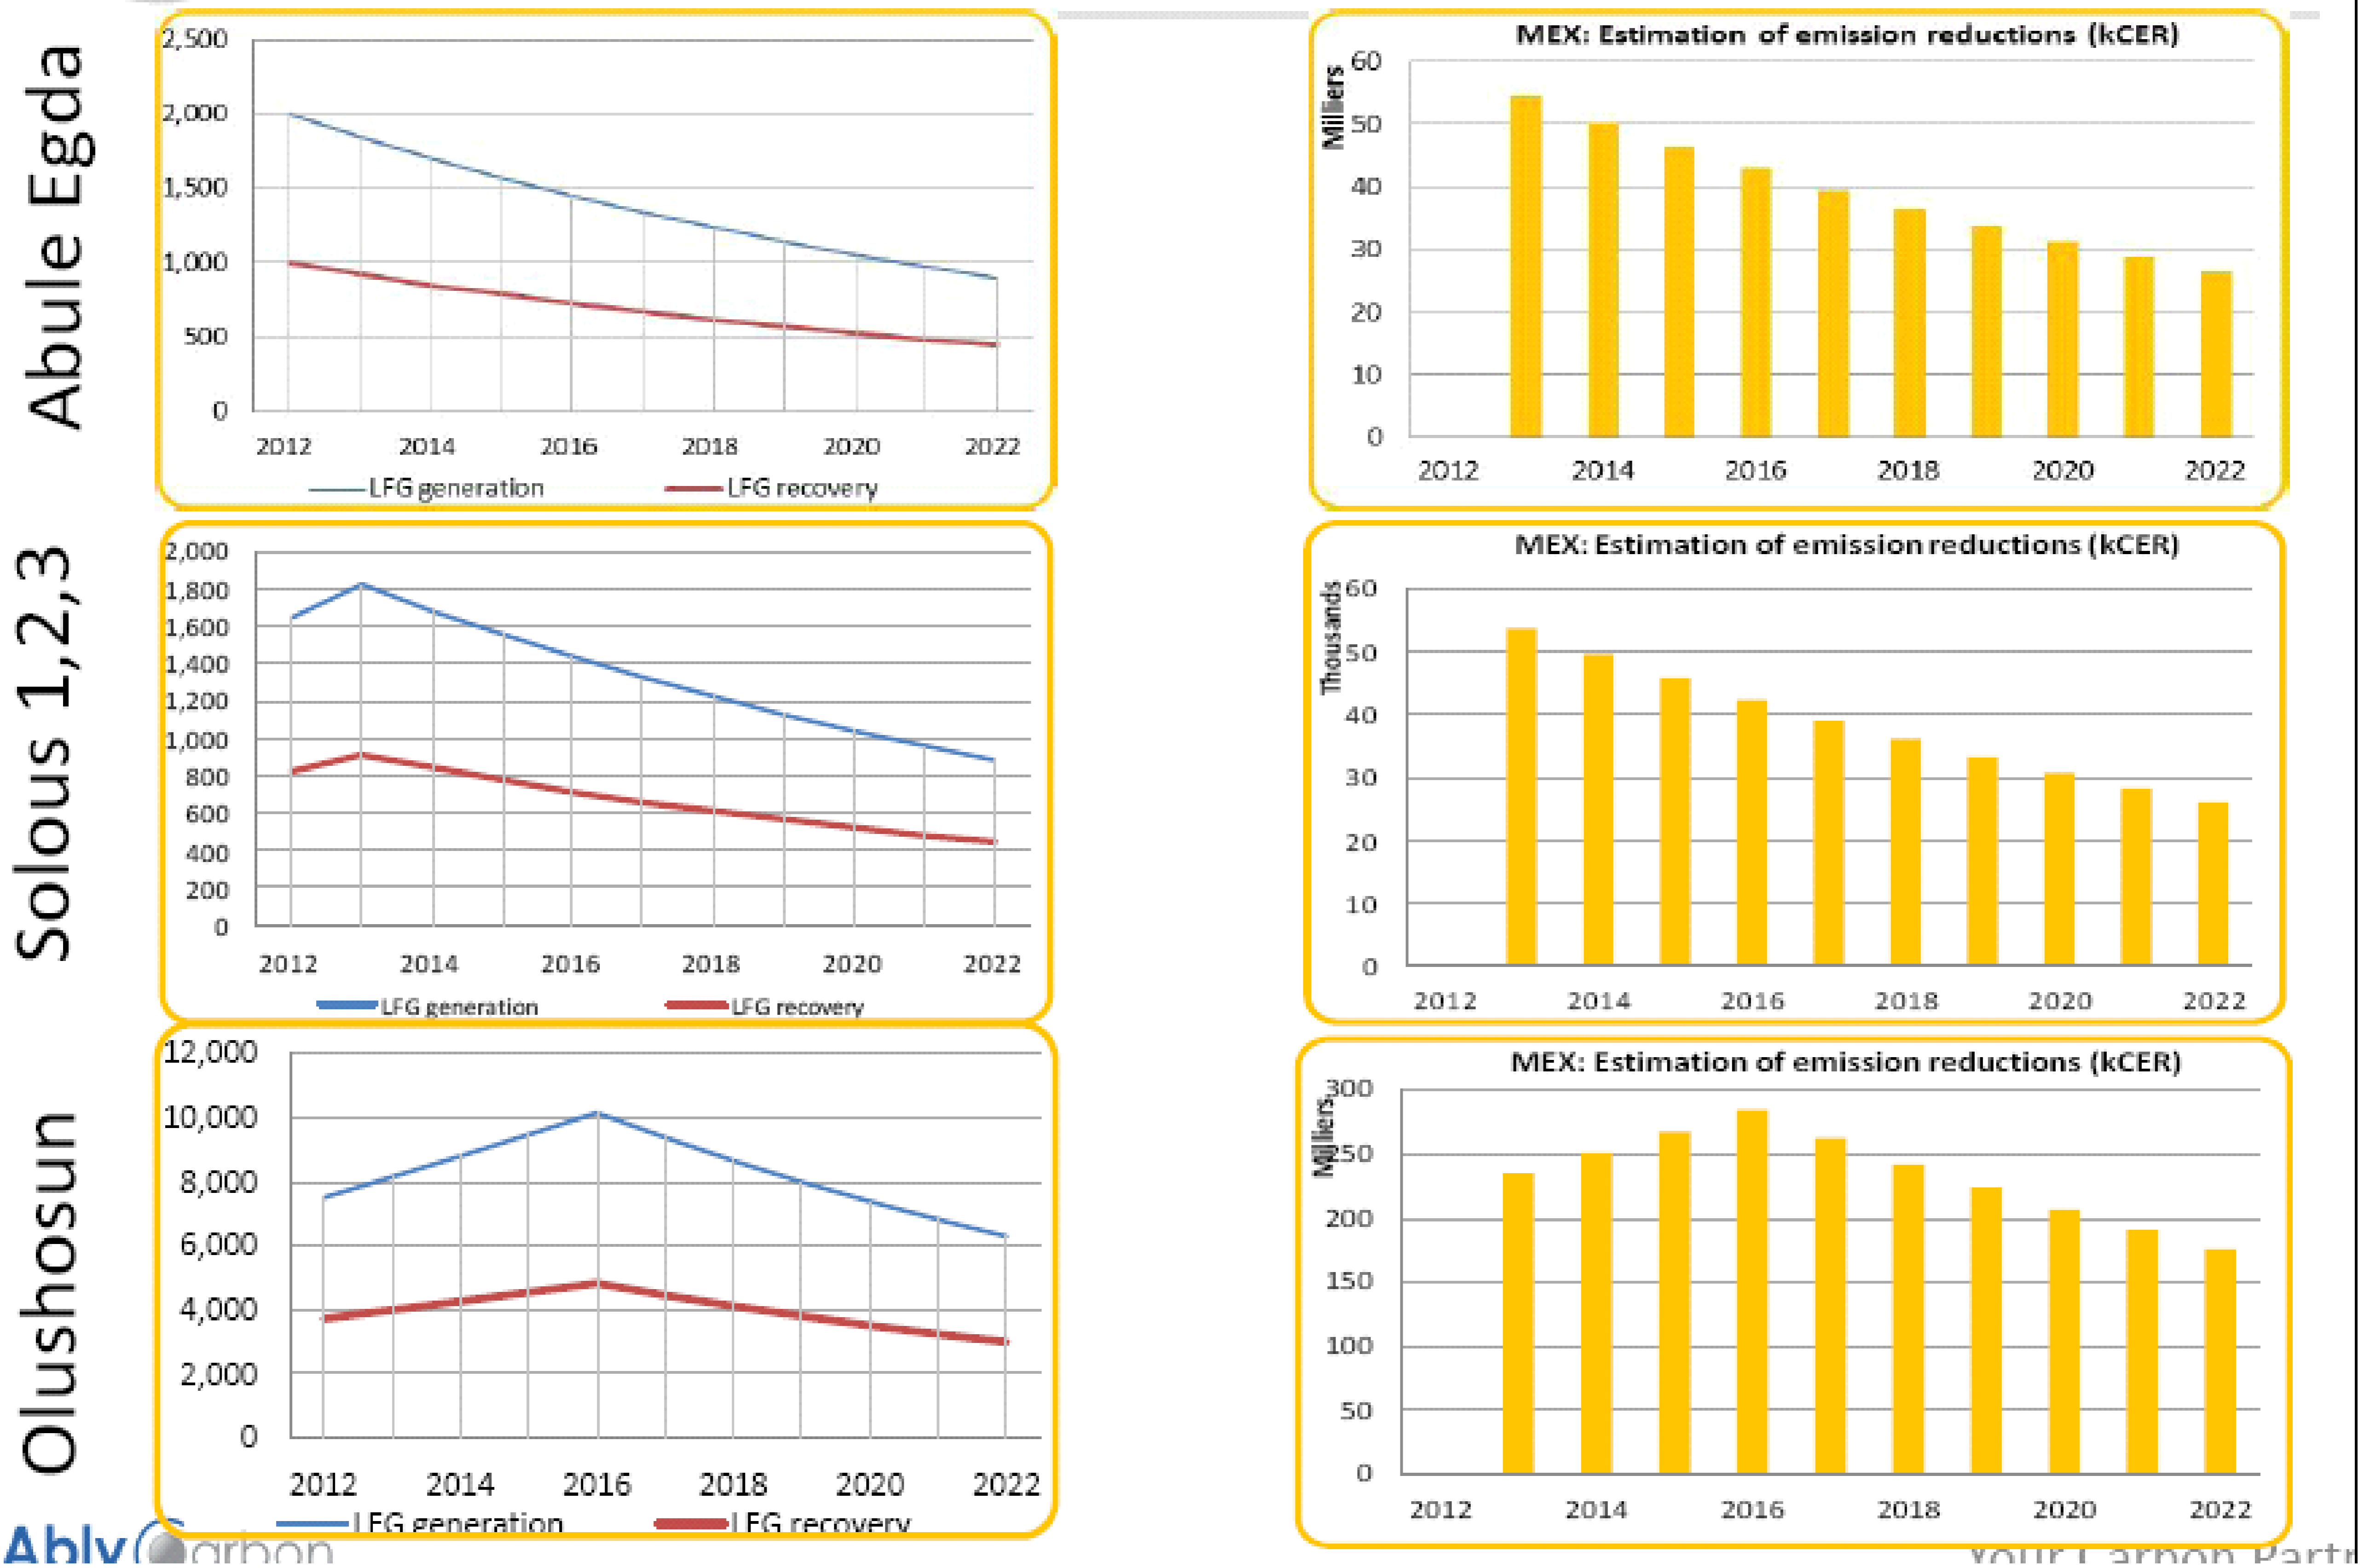 Abule Egda
2,500
2,000
1,500
1,000
500
0
2012 2014 2016 2018 2020 2022
LFG generation LFG recovery
MEX: Estimation of emission reductions (kCER)
Milliers
60
50
40
30
20
10
0
2012 2014 2016 2018 2020 2022
Solous 1,2,3
2,000
1,800
1,600
1,400
1,200
1,000
800
600
400
200
0
2012 2014 2016 2018 2020 2022
LFG generation LFG recovery
MEX: Estimation of emission reductions (kCER)
Thousands
60
50
40
30
20
10
0
2012 2014 2016 2018 2020 2022
Olushosun
12,000
10,000
8,000
6,000
4,000
2,000
0
2012 2014 2016 2018 2020 2022
LFG generation LFG recovery
MEX: Estimation of emission reductions (kCER)
Milliers
300
250
200
150
100
50
0
2012 2014 2016 2018 2020 2022
Ably Carbon
Your Carbon Partn